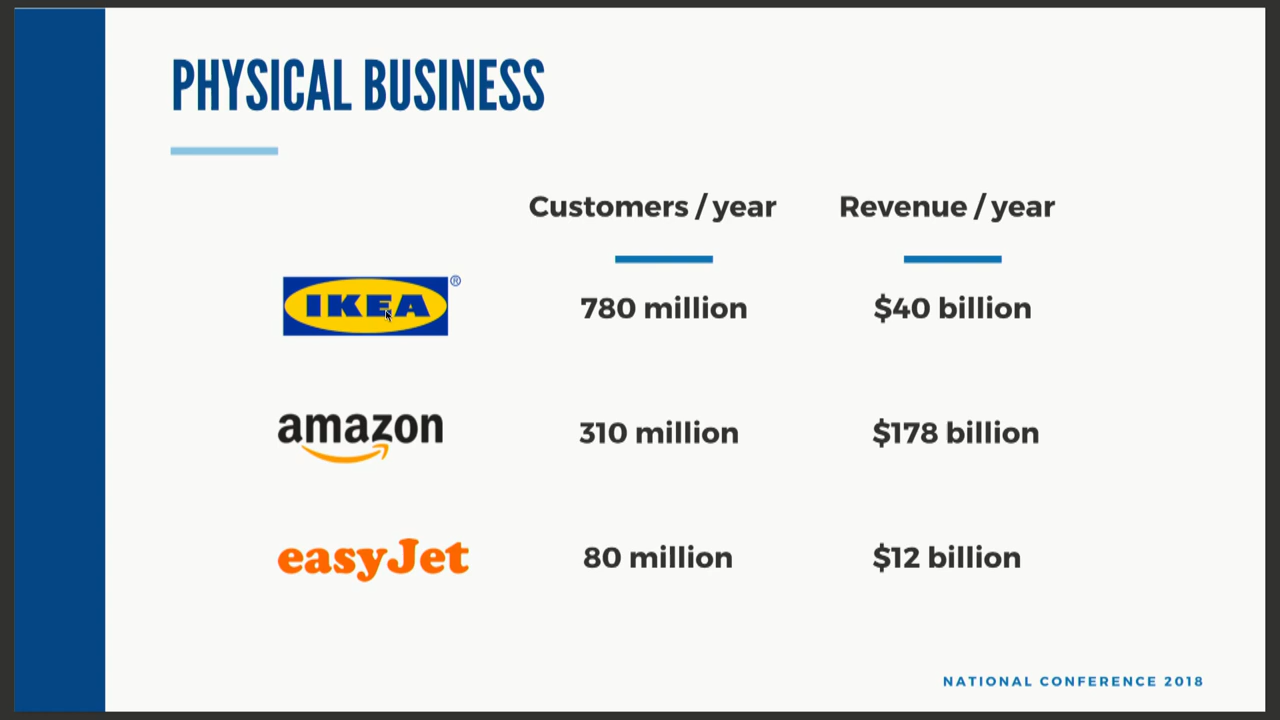 PHYSICAL BUSINESS
Customers / year Revenue / year
IKEA ® 780 million $40 billion
amazon 310 million $178 billion
easyJet 80 million $12 billion
NATIONAL CONFERENCE 2018